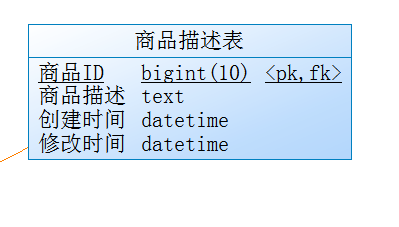 商品描述表
商品ID bigint(10) <pk,fk>
商品描述 text
创建时间 datetime
修改时间 datetime